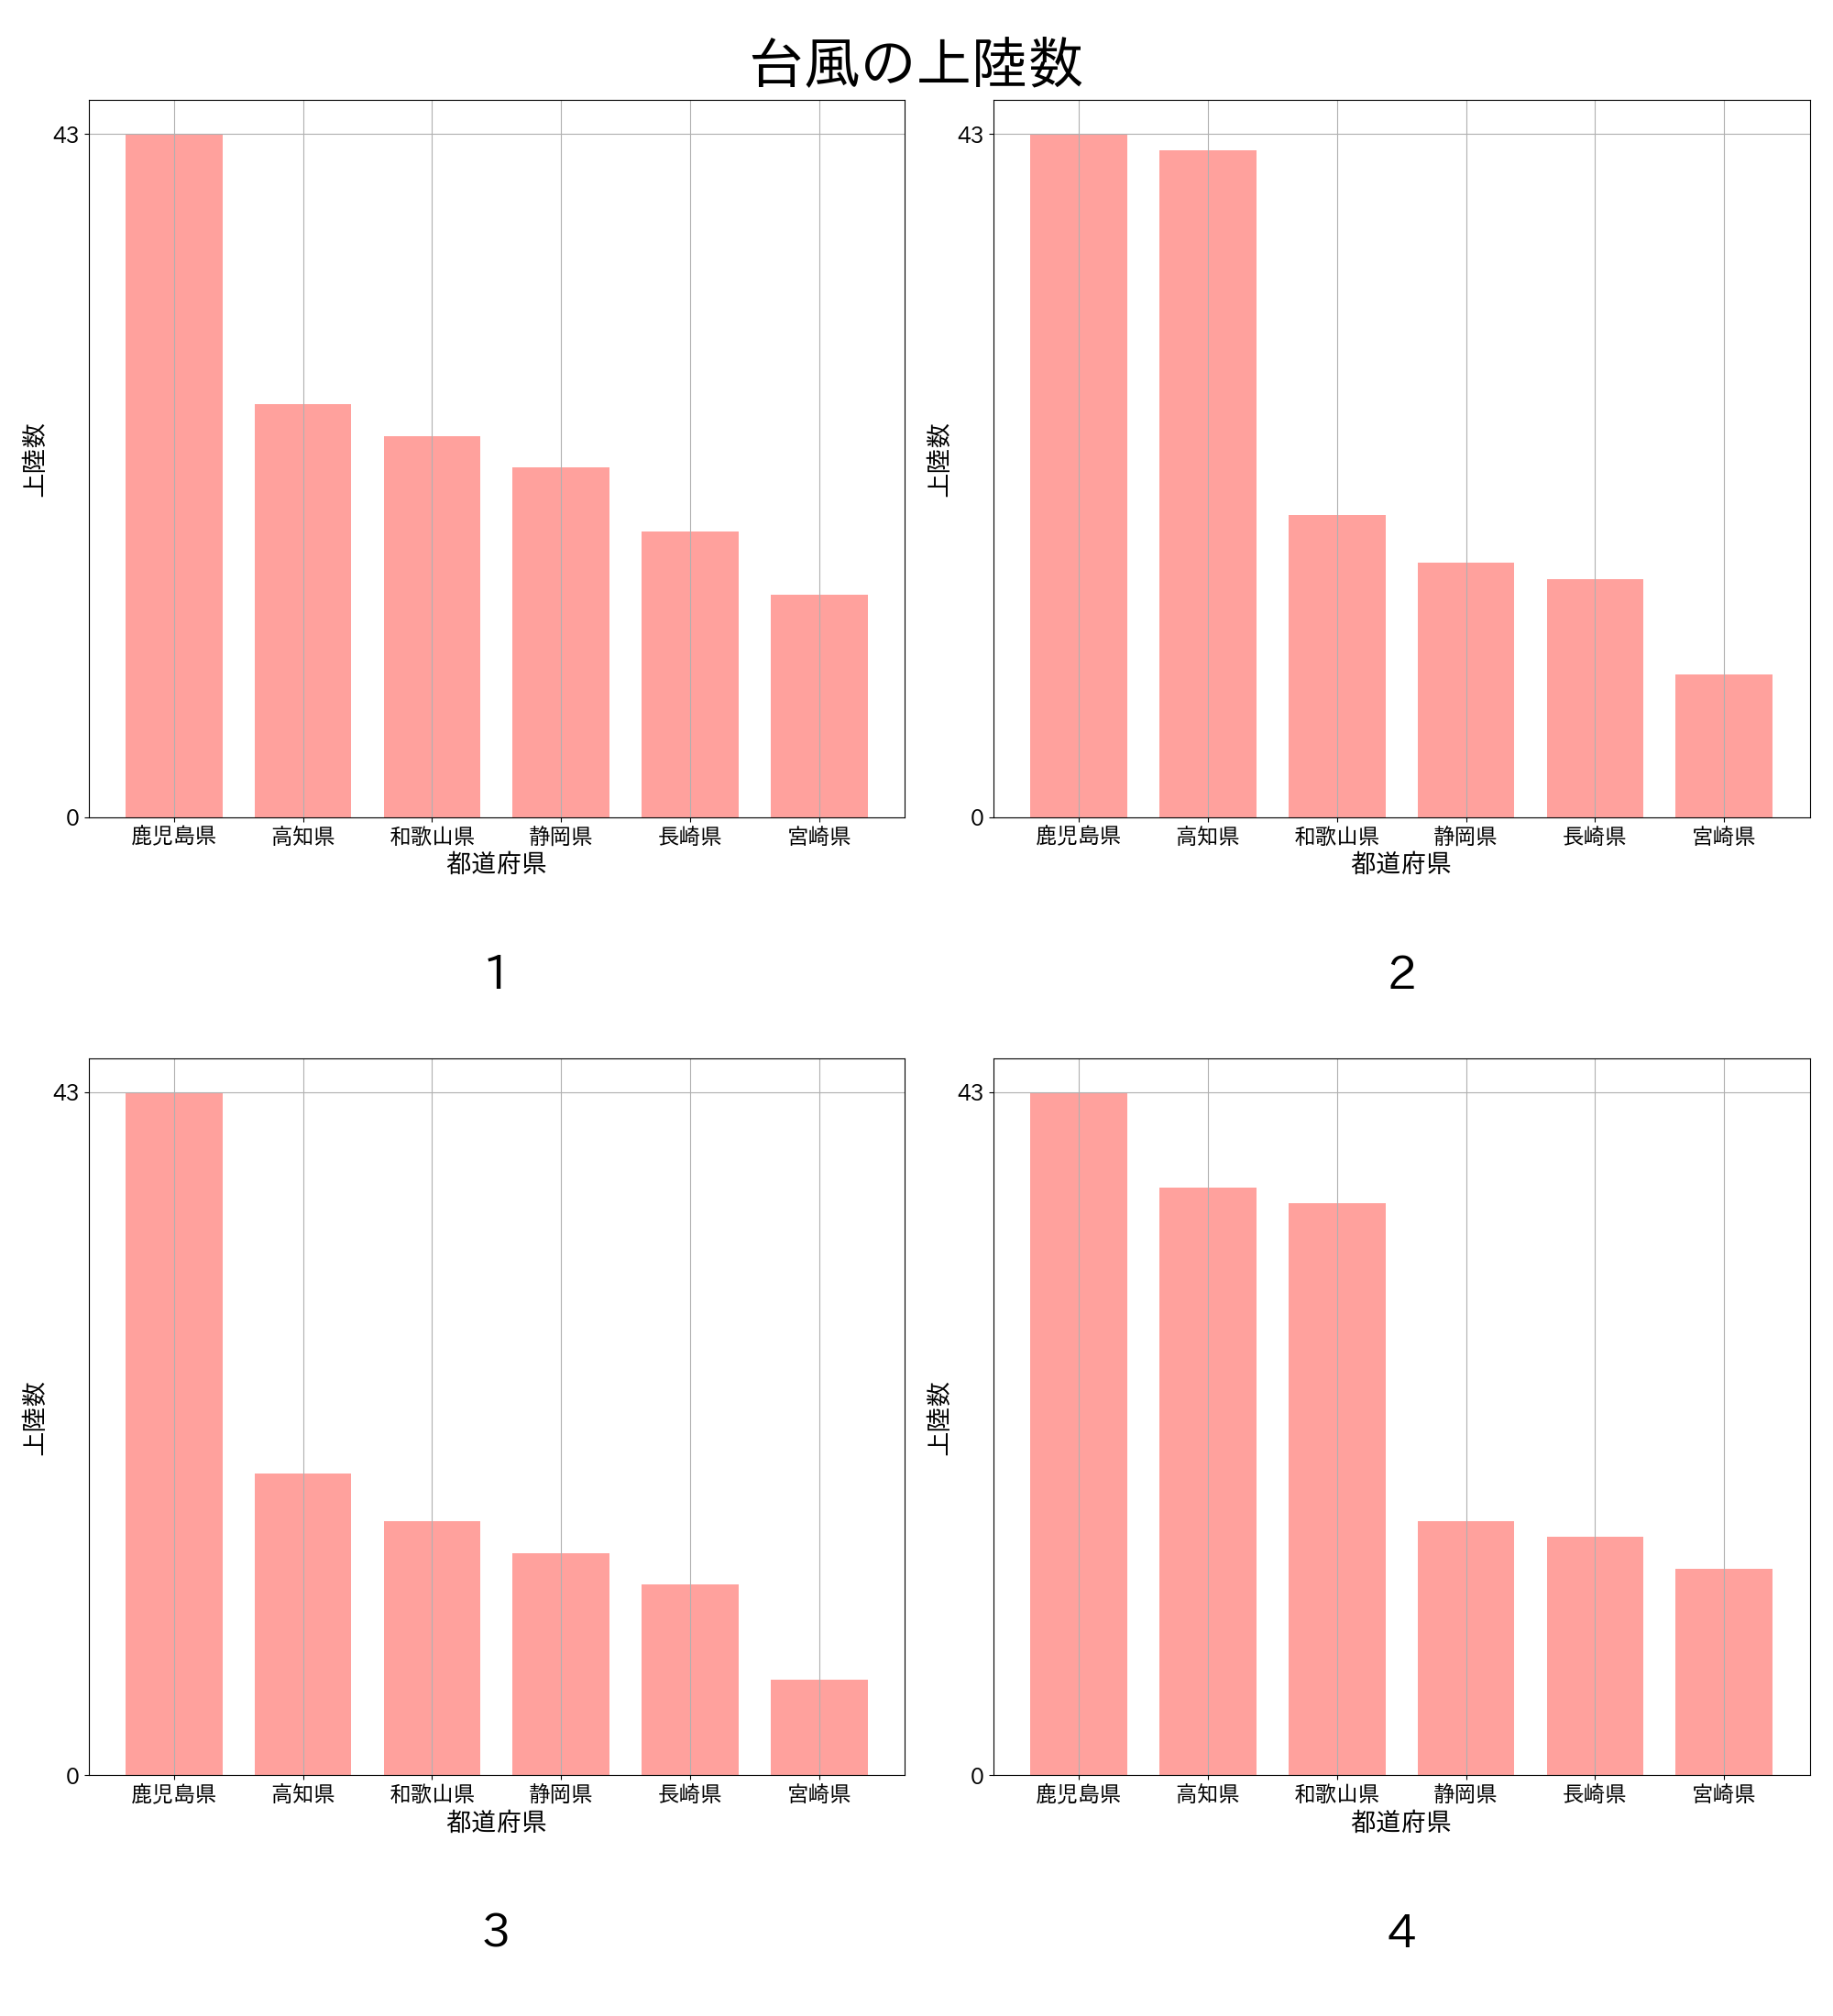 台風の上陸数
43
上陸数
0
鹿児島県 高知県 和歌山県 静岡県 長崎県 宮崎県
都道府県
1
43
上陸数
0
鹿児島県 高知県 和歌山県 静岡県 長崎県 宮崎県
都道府県
2
43
上陸数
0
鹿児島県 高知県 和歌山県 静岡県 長崎県 宮崎県
都道府県
3
43
上陸数
0
鹿児島県 高知県 和歌山県 静岡県 長崎県 宮崎県
都道府県
4